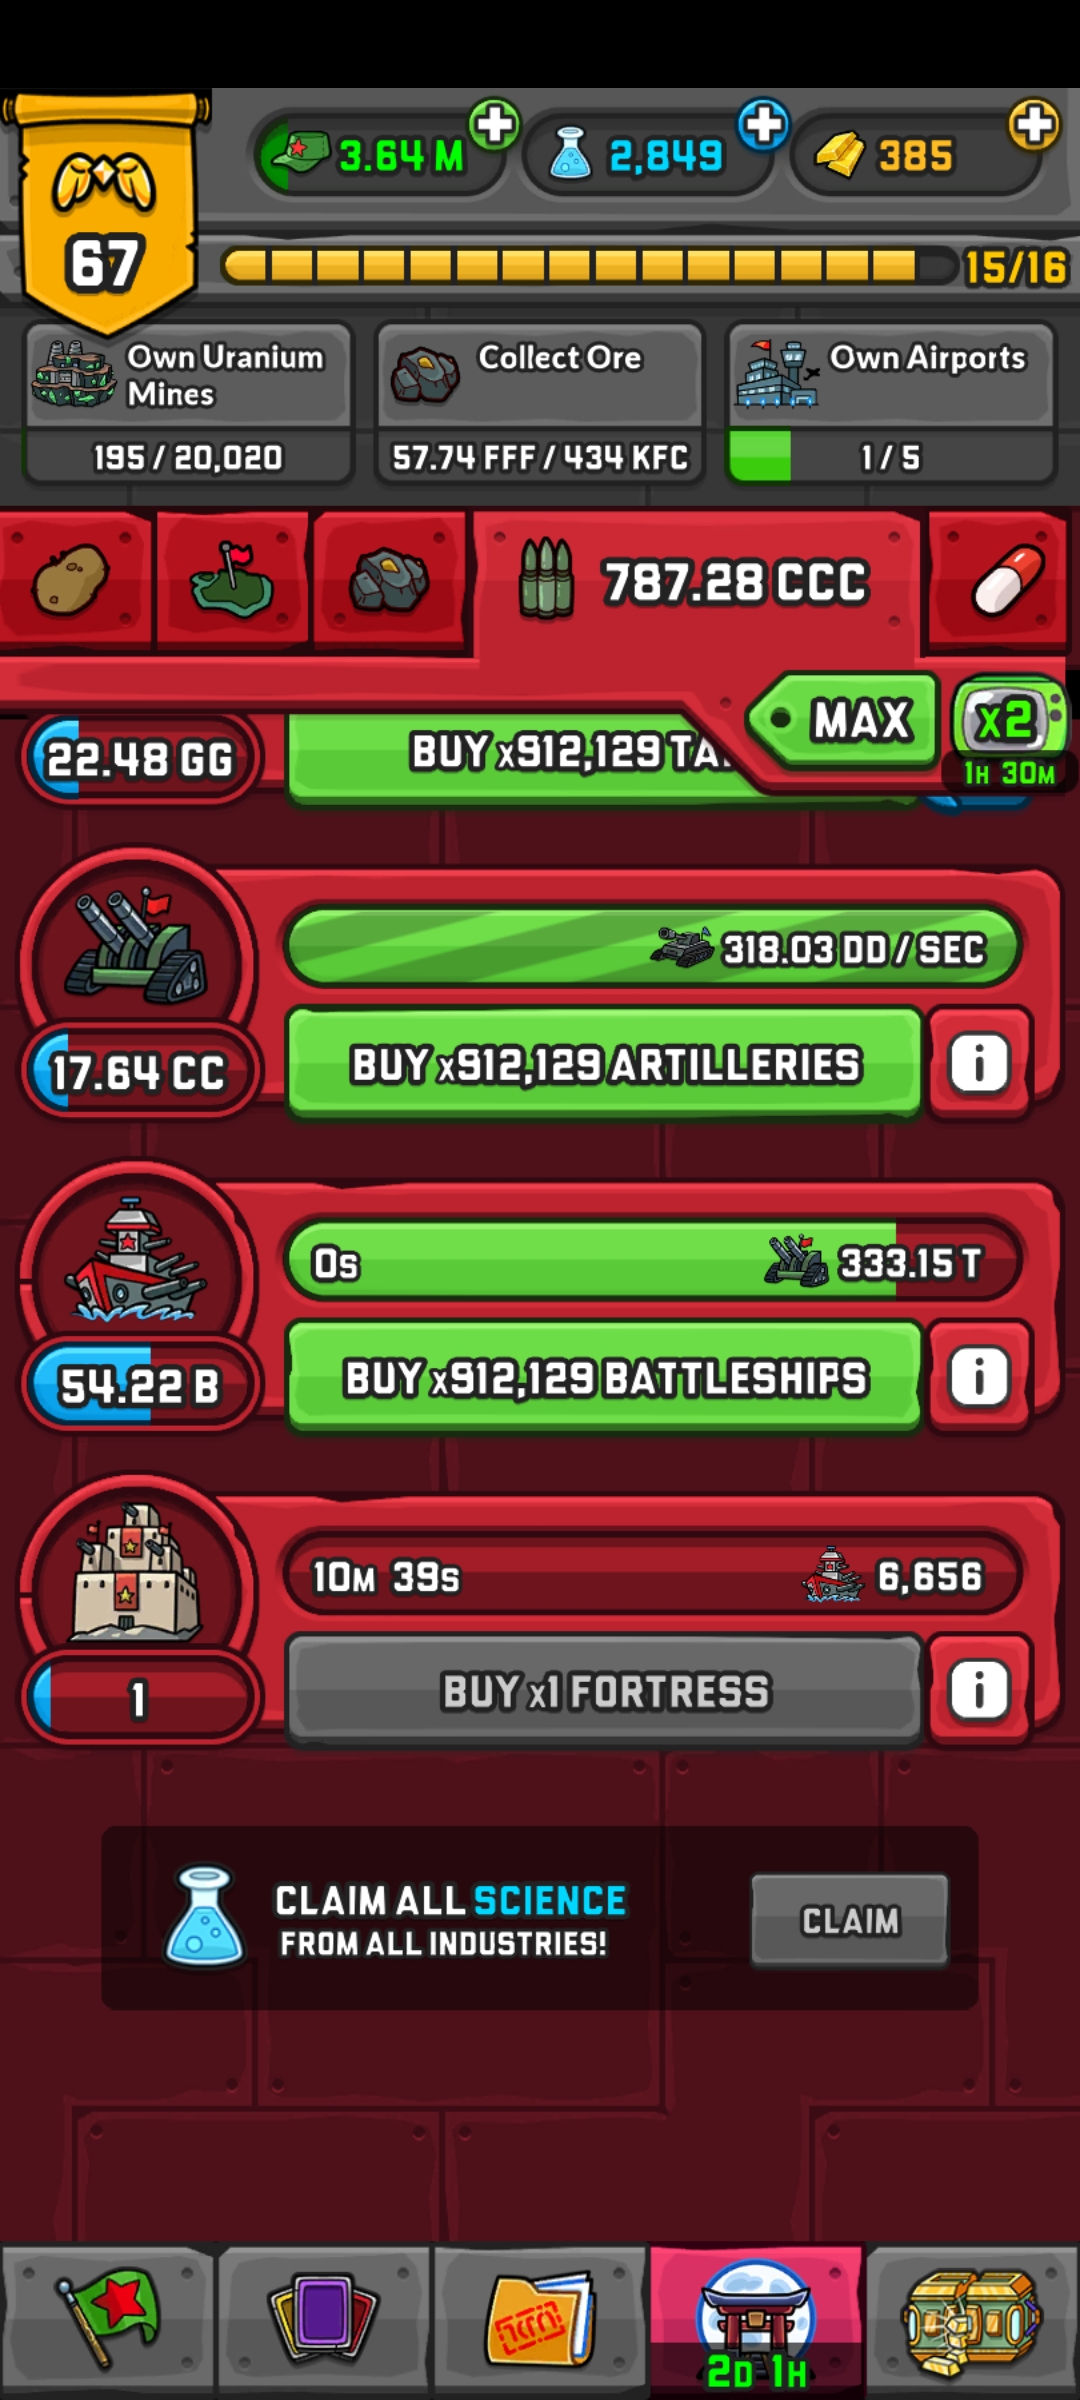 3.64 M
2,849
385
67
15/16
Own Uranium
Mines
195 / 20,020
Collect Ore
57.74 FFF / 434 KFC
Own Airports
1 / 5
787.28 CCC
MAX
x2
1H 30M
22.48 GG
BUY x912,129 TA
318.03 DD / SEC
17.64 CC
BUY x912,129 ARTILLERIES
i
0s
333.15 T
54.22 B
BUY x912,129 BATTLESHIPS
i
10M 39s
6,656
1
BUY x1 FORTRESS
i
CLAIM ALL SCIENCE
FROM ALL INDUSTRIES!
CLAIM
2D 1H